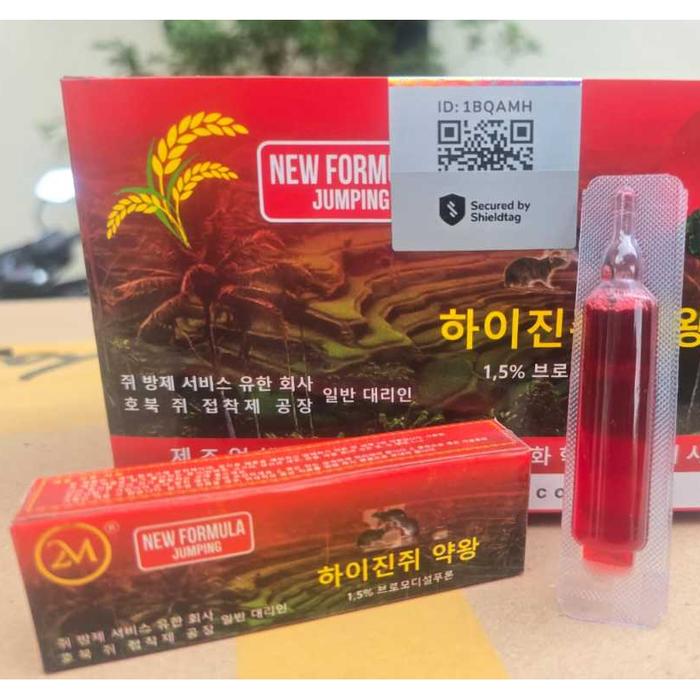 ID: 1BQAMH
Secured by
Shieldtag
NEW FORMU
JUMPING
하이진
1,5% 브로
쥐 방제 서비스 유한 회사
호북 쥐 접착제 공장
일반 대리인
2M®
NEW FORMULA
JUMPING
하이진쥐 약왕
1,5% 브로모디설푸론
쥐 방제 서비스 유한 회사
호북 쥐 접착제 공장
일반 대리인